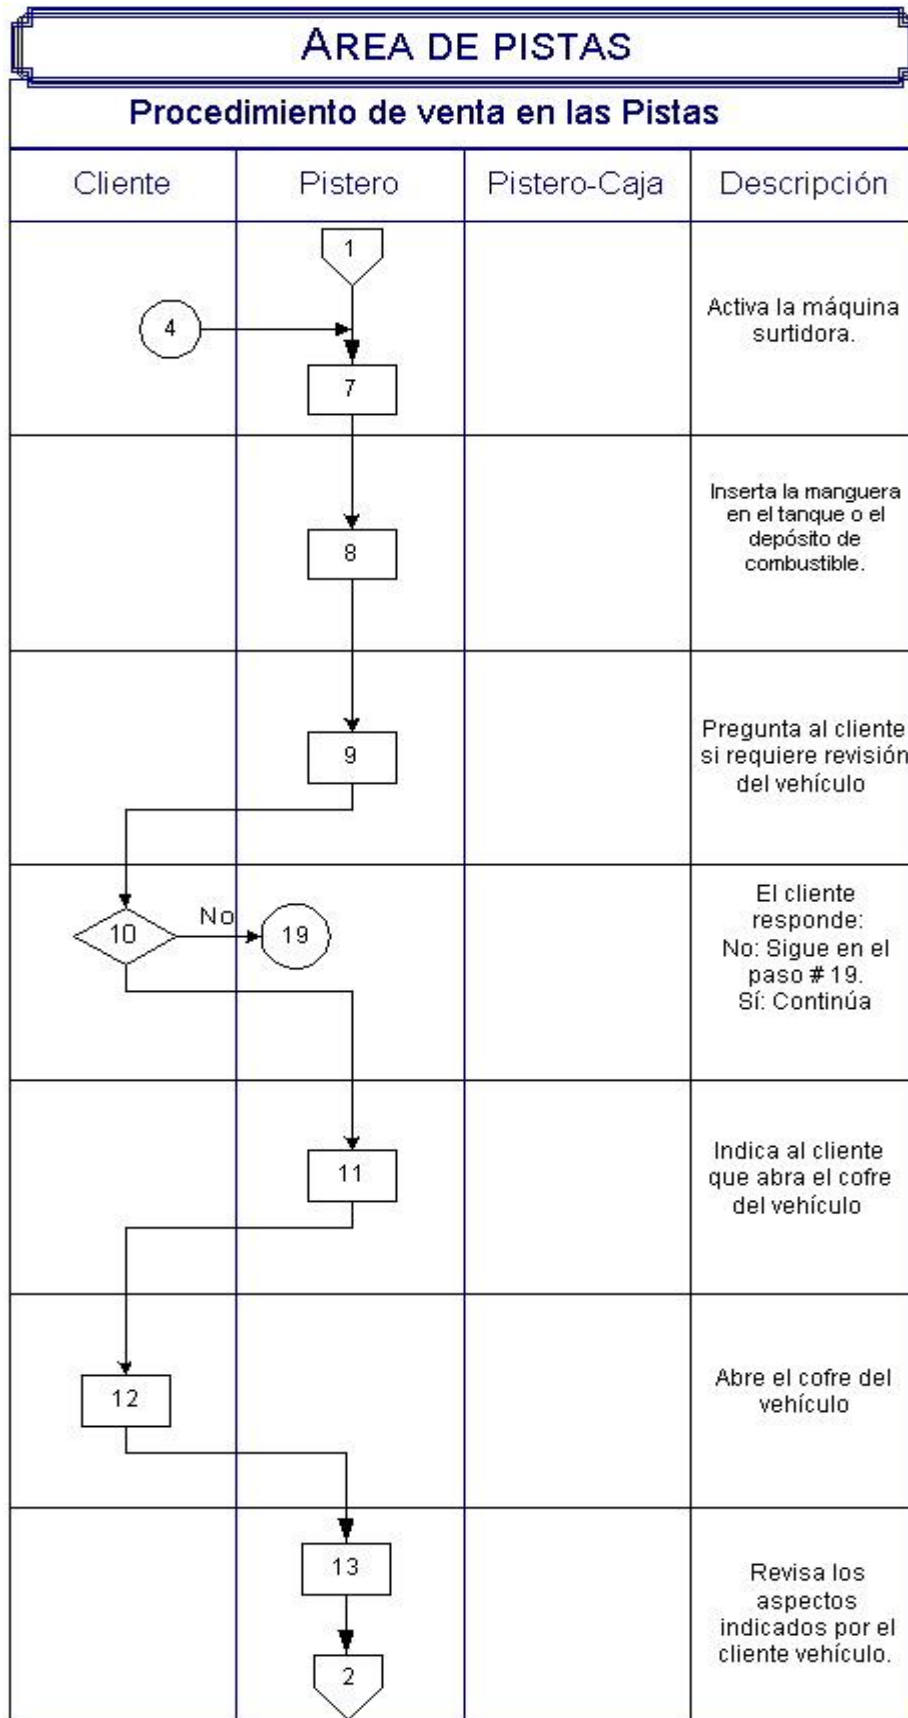 AREA DE PISTAS
Procedimiento de venta en las Pistas
Cliente Pistero Pistero-Caja Descripción
1
4
7
Activa la máquina
surtidora.
8
Inserta la manguera
en el tanque o el
depósito de
combustible.
9
Pregunta al cliente
si requiere revisión
del vehículo
10
No
19
El cliente
responde:
No: Sigue en el
paso # 19.
Sí: Continúa
11
Indica al cliente
que abra el cofre
del vehículo
12
Abre el cofre del
vehículo
13
2
Revisa los
aspectos
indicados por el
cliente vehículo.